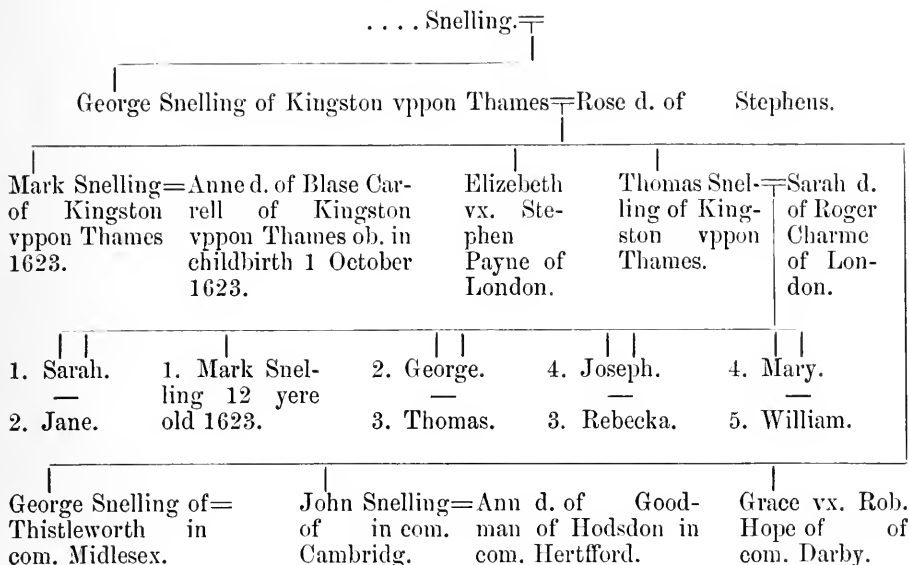 . . . . Snelling.
George Snelling of Kingston vppon Thames=Rose d. of Stephens.
Mark Snelling=
of Kingston
vppon Thames
1623.
Anne d. of Blase Car-
rell of Kingston
vppon Thames ob. in
childbirth 1 October
1623.
Elizebeth
vx. Ste-
phen
Payne of
London.
Thomas Snel-=
ling of King-
ston vppon
Thames.
Sarah d.
of Roger
Charme
of Lon-
don.
1. Sarah.
2. Jane.
1. Mark Snel-
ling 12 yere
old 1623.
2. George.
3. Thomas.
4. Joseph.
3. Rebecka.
4. Mary.
5. William.
George Snelling of=
Thistleworth in
com. Midlesex.
John Snelling=
of in com.
Cambridg.
Ann d. of Good-
man of Hodsdon in
com. Hertfford.
Grace vx. Rob.
Hope of of
com. Darby.